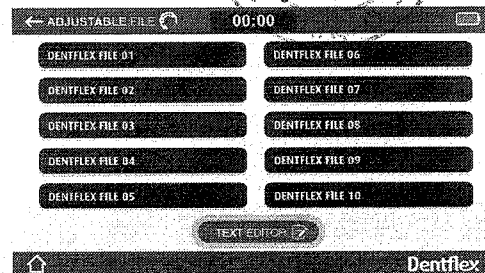 ADJUSTABLE FILE 00:00
DENTFLEX FILE 01
DENTFLEX FILE 02
DENTFLEX FILE 03
DENTFLEX FILE 04
DENTFLEX FILE 05
DENTFLEX FILE 06
DENTFLEX FILE 07
DENTFLEX FILE 08
DENTFLEX FILE 09
DENTFLEX FILE 10
TEXT EDITOR
Dentflex